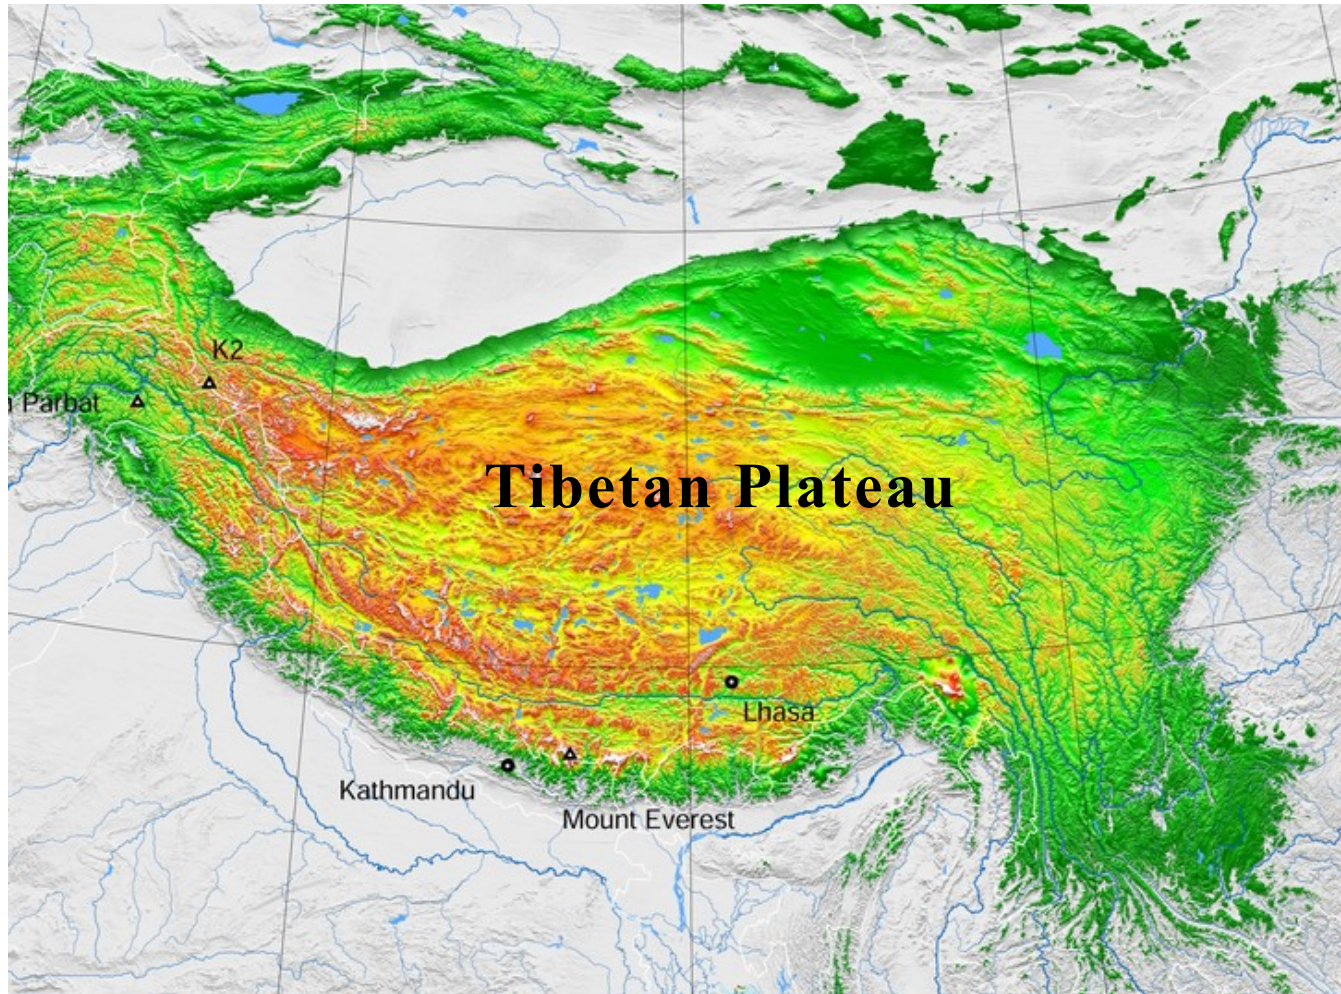 K2
Parbat
Tibetan Plateau
Lhasa
Kathmandu
Mount Everest